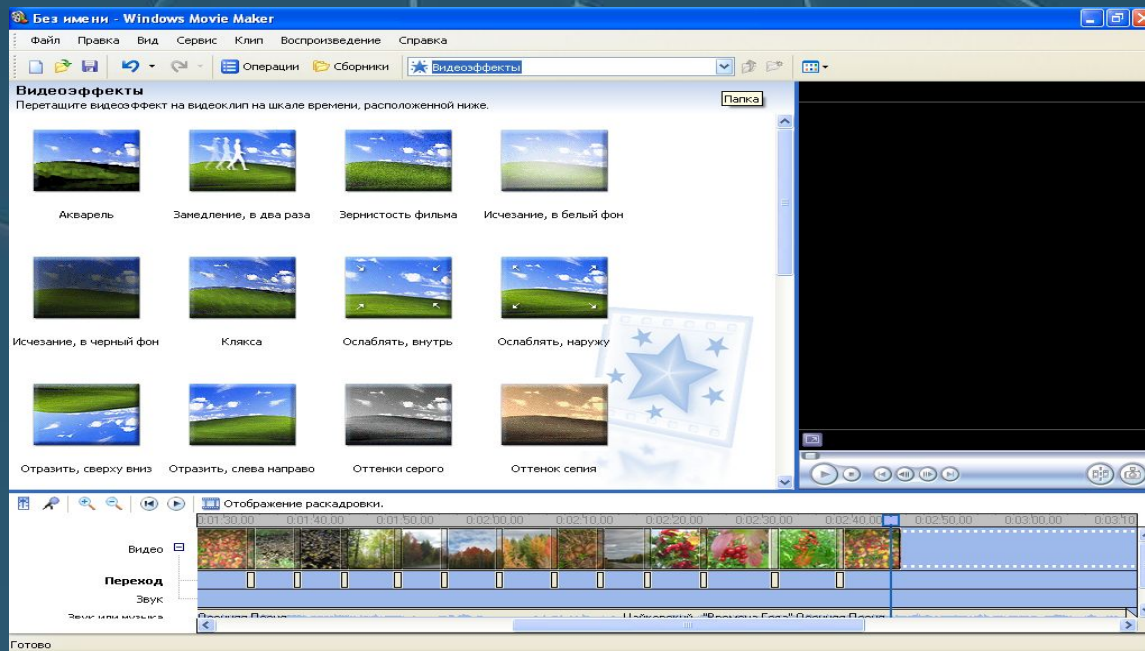 Без имени - Windows Movie Maker
Файл Правка Вид Сервис Клип Воспроизведение Справка
Операции Сборники Видеоэффекты
Видеоэффекты
Перетащите видеоэффект на видеоклип на шкале времени, расположенной ниже.
Папка
Акварель Замедление, в два раза Зернистость фильма Исчезание, в белый фон
Исчезание, в черный фон Клякса Ослаблять, внутрь Ослаблять, наружу
Отразить, сверху вниз Отразить, слева направо Оттенки серого Оттенок сепия
Отображение раскадровки.
0:01:30,00 0:01:40,00 0:01:50,00 0:02:00,00 0:02:10,00 0:02:20,00 0:02:30,00 0:02:40,00 0:02:50,00 0:03:00,00 0:03:10
Видео
Переход
Звук
Звук или музыка Осенняя Песня Чайковский - "Времена Года" Осенняя Песня
Готово